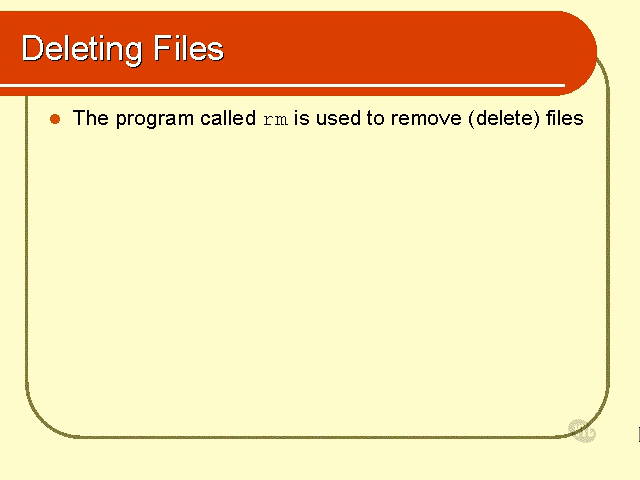 Deleting Files
The program called rm is used to remove (delete) files